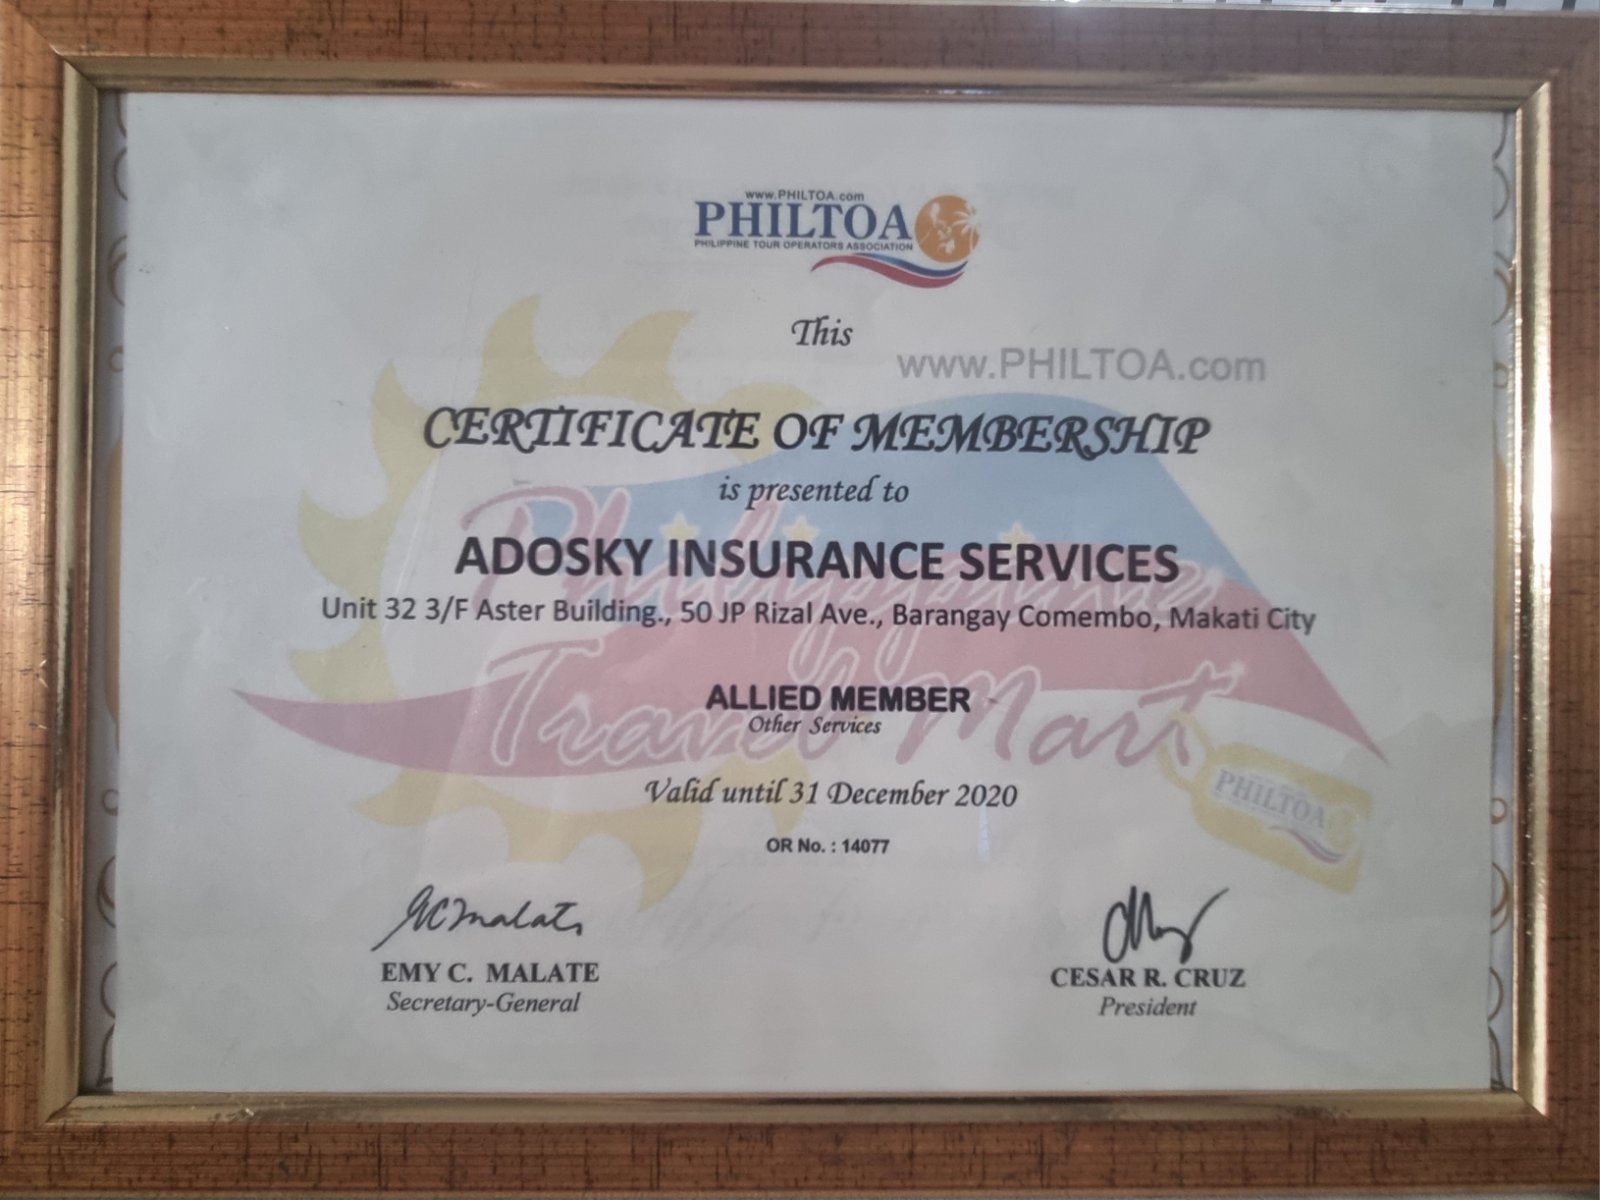 www.PHILTOA.com
PHILTOA
PHILIPPINE TOUR OPERATORS ASSOCIATION
This
www.PHILTOA.com
CERTIFICATE OF MEMBERSHIP
is presented to
ADOSKY INSURANCE SERVICES
Unit 32 3/F Aster Building., 50 JP Rizal Ave., Barangay Comembo, Makati City
Philippine
Travel Mart
ALLIED MEMBER
Other Services
Valid until 31 December 2020
PHILTOA
OR No. : 14077
EMY C. MALATE
Secretary-General
CESAR R. CRUZ
President